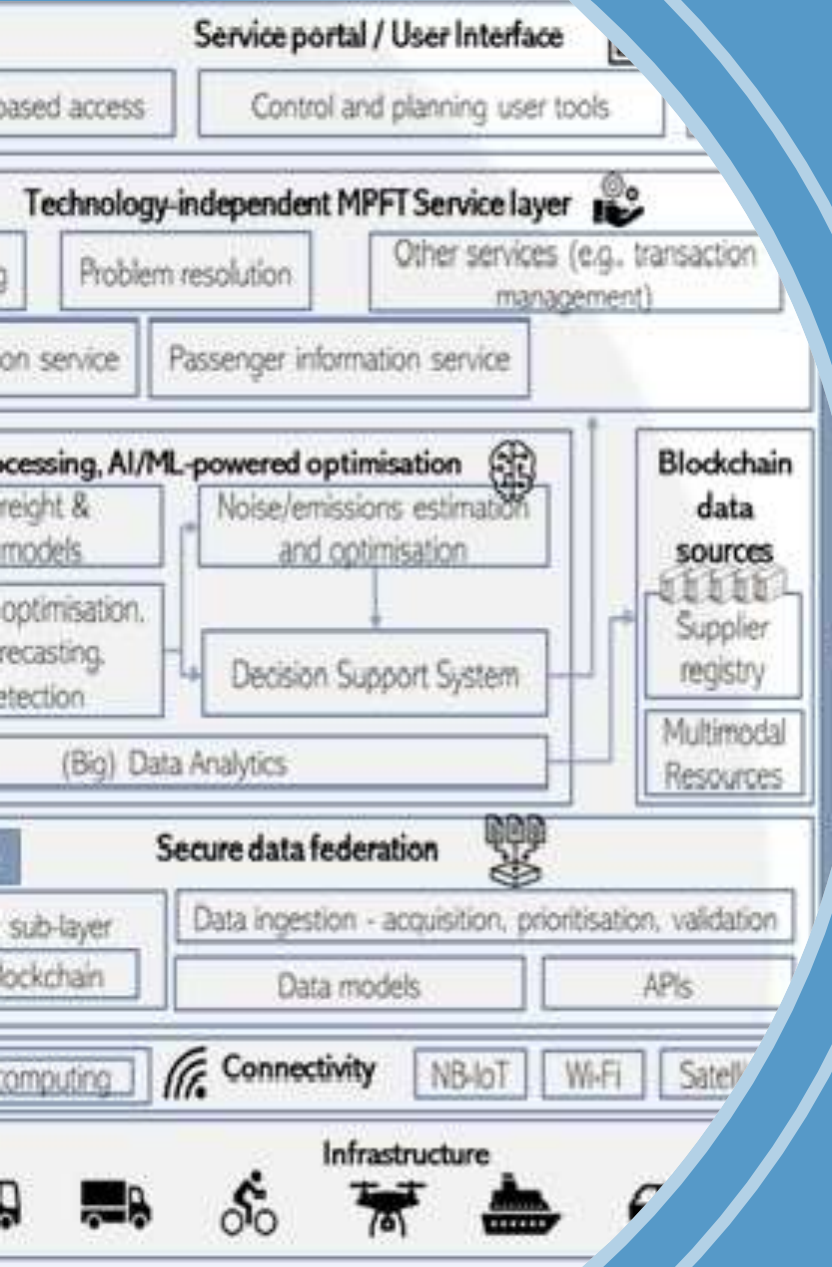 Service portal / User Interface
based access
Control and planning user tools
Technology-independent MPFT Service layer
Problem resolution
Other services (e.g., transaction
management)
on service
Passenger information service
ocessing, AI/ML-powered optimisation
reight &
models
Noise/emissions estimation
and optimisation
optimisation,
recasting,
etection
Decision Support System
(Big) Data Analytics
Blockchain
data
sources
Supplier
registry
Multimodal
Resources
Secure data federation
sub-layer
lockchain
Data ingestion - acquisition, prioritisation, validation
Data models
APIs
computing
Connectivity
NB-IoT
Wi-Fi
Satell
Infrastructure